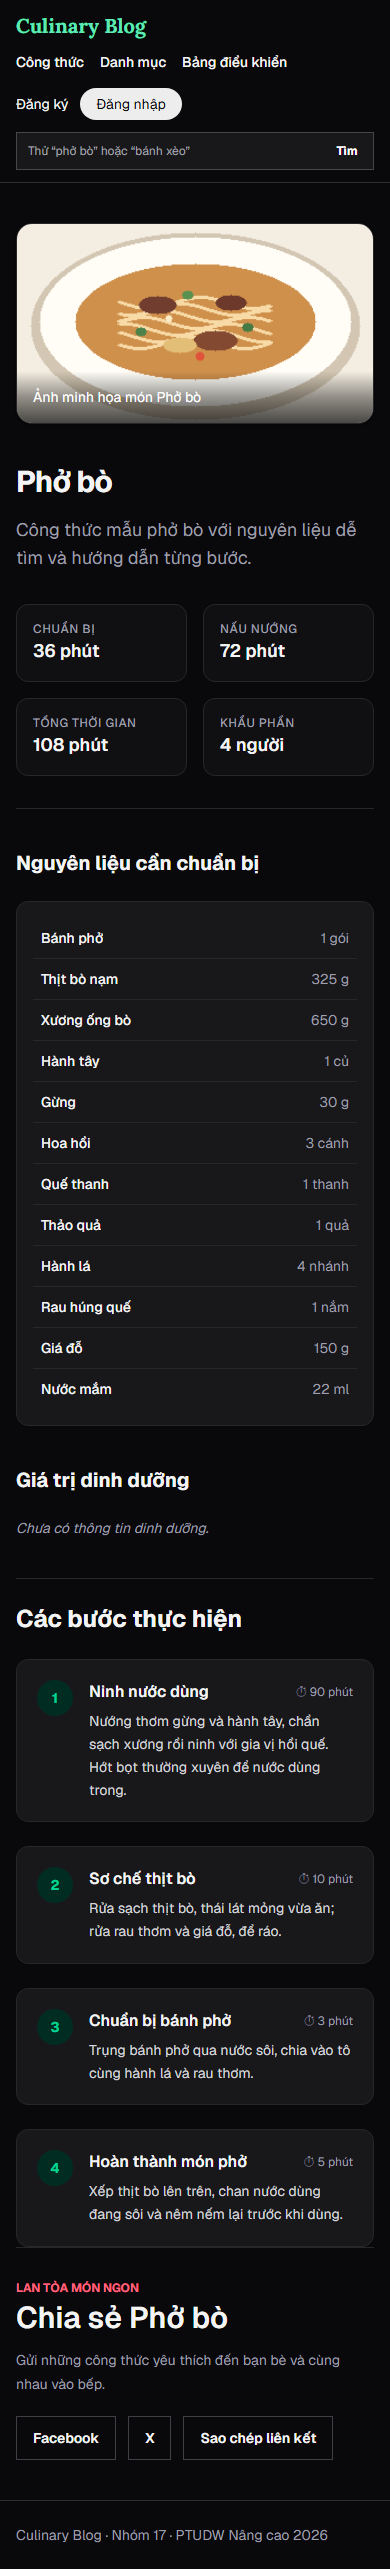 Culinary Blog
Công thức Danh mục Bảng điều khiển
Đăng ký Đăng nhập
Thử “phở bò” hoặc “bánh xèo” Tìm
Ảnh minh họa món Phở bò
Phở bò
Công thức mẫu phở bò với nguyên liệu dễ
tìm và hướng dẫn từng bước.
CHUẨN BỊ NẤU NƯỚNG
36 phút 72 phút
TỔNG THỜI GIAN KHẨU PHẦN
108 phút 4 người
Nguyên liệu cần chuẩn bị
Bánh phở 1 gói
Thịt bò nạm 325 g
Xương ống bò 650 g
Hành tây 1 củ
Gừng 30 g
Hoa hồi 3 cánh
Quế thanh 1 thanh
Thảo quả 1 quả
Hành lá 4 nhánh
Rau húng quế 1 nắm
Giá đỗ 150 g
Nước mắm 22 ml
Giá trị dinh dưỡng
Chưa có thông tin dinh dưỡng.
Các bước thực hiện
1 Ninh nước dùng ⏱ 90 phút
Nướng thơm gừng và hành tây, chần
sạch xương rồi ninh với gia vị hồi quế.
Hớt bọt thường xuyên để nước dùng
trong.
2 Sơ chế thịt bò ⏱ 10 phút
Rửa sạch thịt bò, thái lát mỏng vừa ăn;
rửa rau thơm và giá đỗ, để ráo.
3 Chuẩn bị bánh phở ⏱ 3 phút
Trụng bánh phở qua nước sôi, chia vào tô
cùng hành lá và rau thơm.
4 Hoàn thành món phở ⏱ 5 phút
Xếp thịt bò lên trên, chan nước dùng
đang sôi và nêm nếm lại trước khi dùng.
LAN TỎA MÓN NGON
Chia sẻ Phở bò
Gửi những công thức yêu thích đến bạn bè và cùng
nhau vào bếp.
Facebook X Sao chép liên kết
Culinary Blog · Nhóm 17 · PTUDW Nâng cao 2026